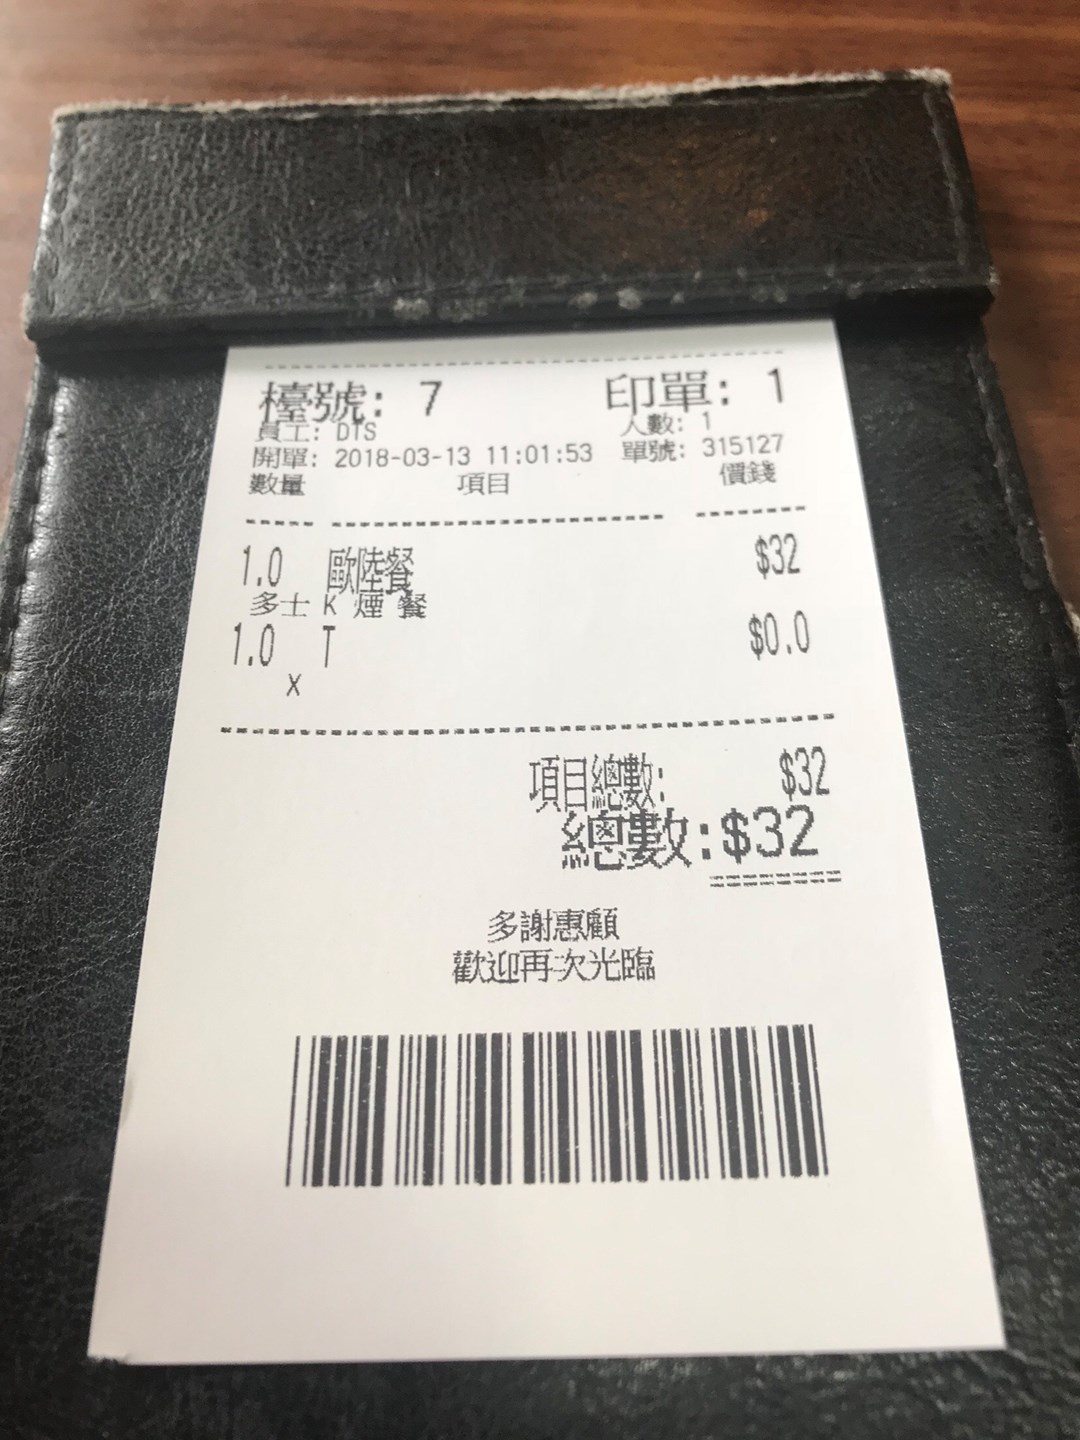 檯號: 7 印單: 1
員工: DTS 人數: 1
開單: 2018-03-13 11:01:53 單號: 315127
數量 項目 價錢
1.0 歐陸餐 $32
多士 K 煙 餐
1.0 T $0.0
x
項目總數: $32
總數:$32
多謝惠顧
歡迎再次光臨